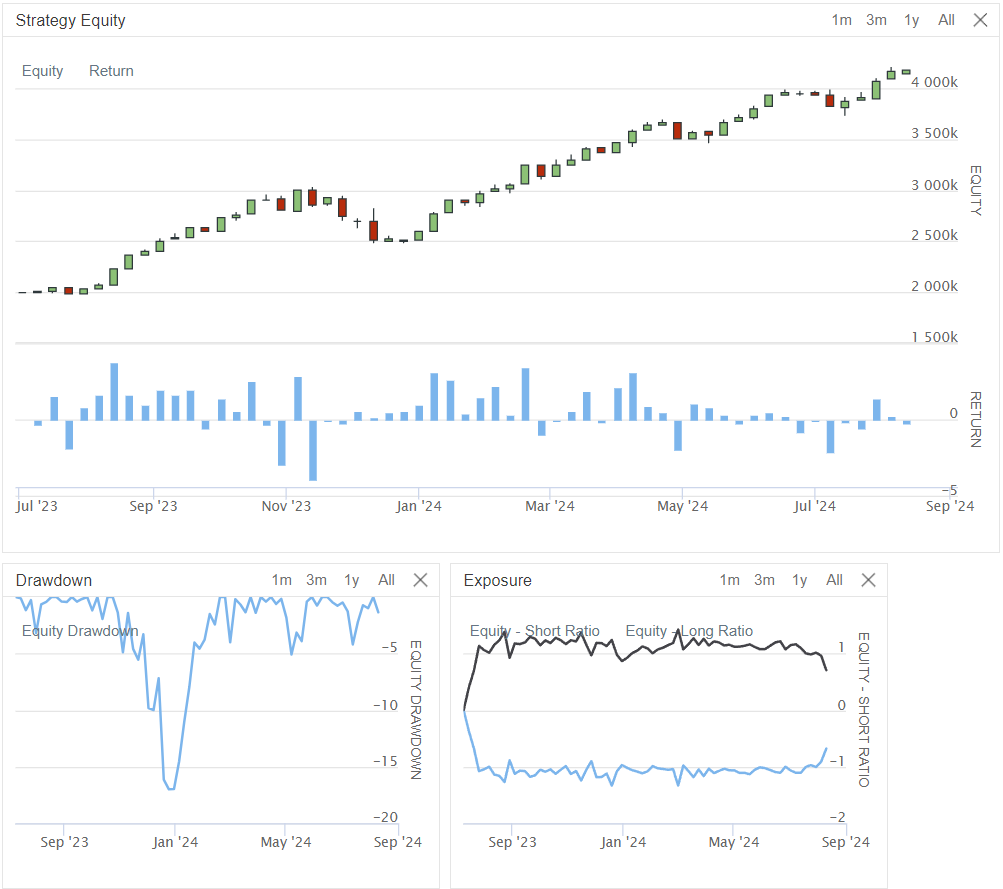 Strategy Equity 1m 3m 1y All
Equity Return
4 000k
3 500k
3 000k
EQUITY
2 500k
2 000k
1 500k
RETURN
0
−5
Jul '23 Sep '23 Nov '23 Jan '24 Mar '24 May '24 Jul '24 Sep '24
Drawdown 1m 3m 1y All
Equity Drawdown
−5
EQUITY DRAWDOWN
−10
−15
−20
Sep '23 Jan '24 May '24 Sep '24
Exposure 1m 3m 1y All
Equity - Short Ratio Equity - Long Ratio
1
EQUITY - SHORT RATIO
0
−1
−2
Sep '23 Jan '24 May '24 Sep '24